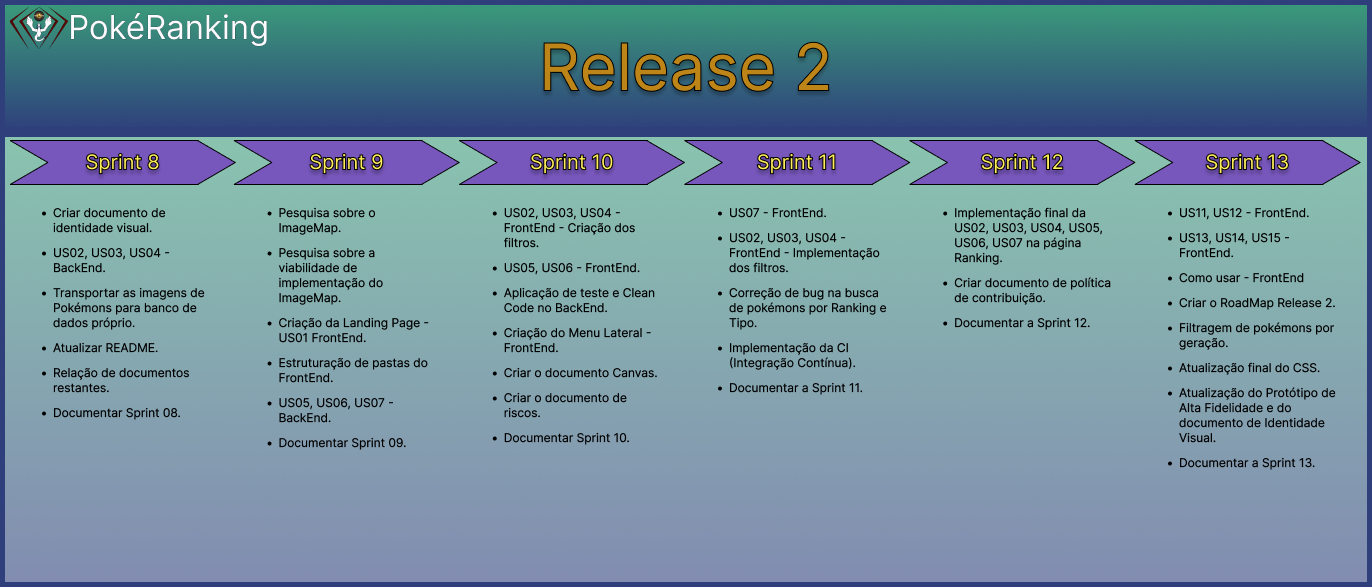 PokéRanking
Release 2
Sprint 8
Sprint 9
Sprint 10
Sprint 11
Sprint 12
Sprint 13
• Criar documento de
identidade visual.
• US02, US03, US04 -
BackEnd.
• Transportar as imagens de
Pokémons para banco de
dados próprio.
• Atualizar README.
• Relação de documentos
restantes.
• Documentar Sprint 08.
• Pesquisa sobre o
ImageMap.
• Pesquisa sobre a
viabilidade de
implementação do
ImageMap.
• Criação da Landing Page -
US01 FrontEnd.
• Estruturação de pastas do
FrontEnd.
• US05, US06, US07 -
BackEnd.
• Documentar Sprint 09.
• US02, US03, US04 -
FrontEnd - Criação dos
filtros.
• US05, US06 - FrontEnd.
• Aplicação de teste e Clean
Code no BackEnd.
• Criação do Menu Lateral -
FrontEnd.
• Criar o documento Canvas.
• Criar o documento de
riscos.
• Documentar Sprint 10.
• US07 - FrontEnd.
• US02, US03, US04 -
FrontEnd - Implementação
dos filtros.
• Correção de bug na busca
de pokémons por Ranking e
Tipo.
• Implementação da CI
(Integração Contínua).
• Documentar a Sprint 11.
• Implementação final da
US02, US03, US04, US05,
US06, US07 na página
Ranking.
• Criar documento de política
de contribuição.
• Documentar a Sprint 12.
• US11, US12 - FrontEnd.
• US13, US14, US15 -
FrontEnd.
• Como usar - FrontEnd
• Criar o RoadMap Release 2.
• Filtragem de pokémons por
geração.
• Atualização final do CSS.
• Atualização do Protótipo de
Alta Fidelidade e do
documento de Identidade
Visual.
• Documentar a Sprint 13.